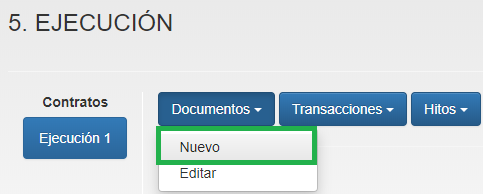 5. EJECUCIÓN
Contratos
Ejecución 1
Documentos
Transacciones
Hitos
Nuevo
Editar